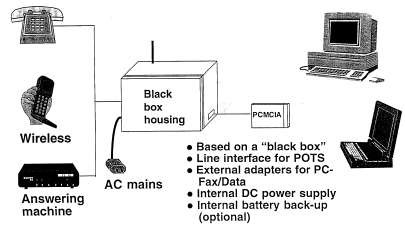 Black
box
housing
PCMCIA
Wireless
AC mains
Answering
machine
• Based on a “black box”
• Line interface for POTS
• External adapters for PC-
Fax/Data
• Internal DC power supply
• Internal battery back-up
(optional)